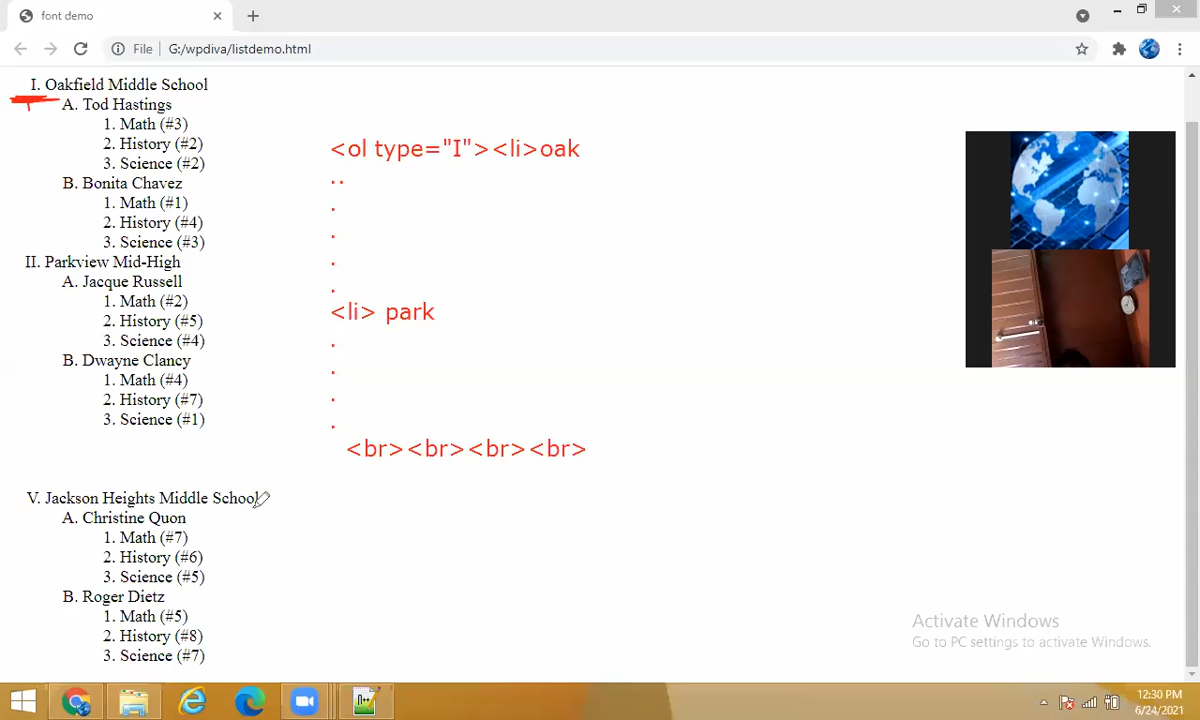 font demo
File G:/wpdiva/listdemo.html
I. Oakfield Middle School
A. Tod Hastings
1. Math (#3)
2. History (#2)
3. Science (#2)
B. Bonita Chavez
1. Math (#1)
2. History (#4)
3. Science (#3)
II. Parkview Mid-High
A. Jacque Russell
1. Math (#2)
2. History (#5)
3. Science (#4)
B. Dwayne Clancy
1. Math (#4)
2. History (#7)
3. Science (#1)
V. Jackson Heights Middle School
A. Christine Quon
1. Math (#7)
2. History (#6)
3. Science (#5)
B. Roger Dietz
1. Math (#5)
2. History (#8)
3. Science (#7)
<ol type="I"><li>oak
..
.
.
.
.
<li> park
.
.
.
.
<br><br><br><br>
Activate Windows
Go to PC settings to activate Windows.
12:30 PM
6/24/2021